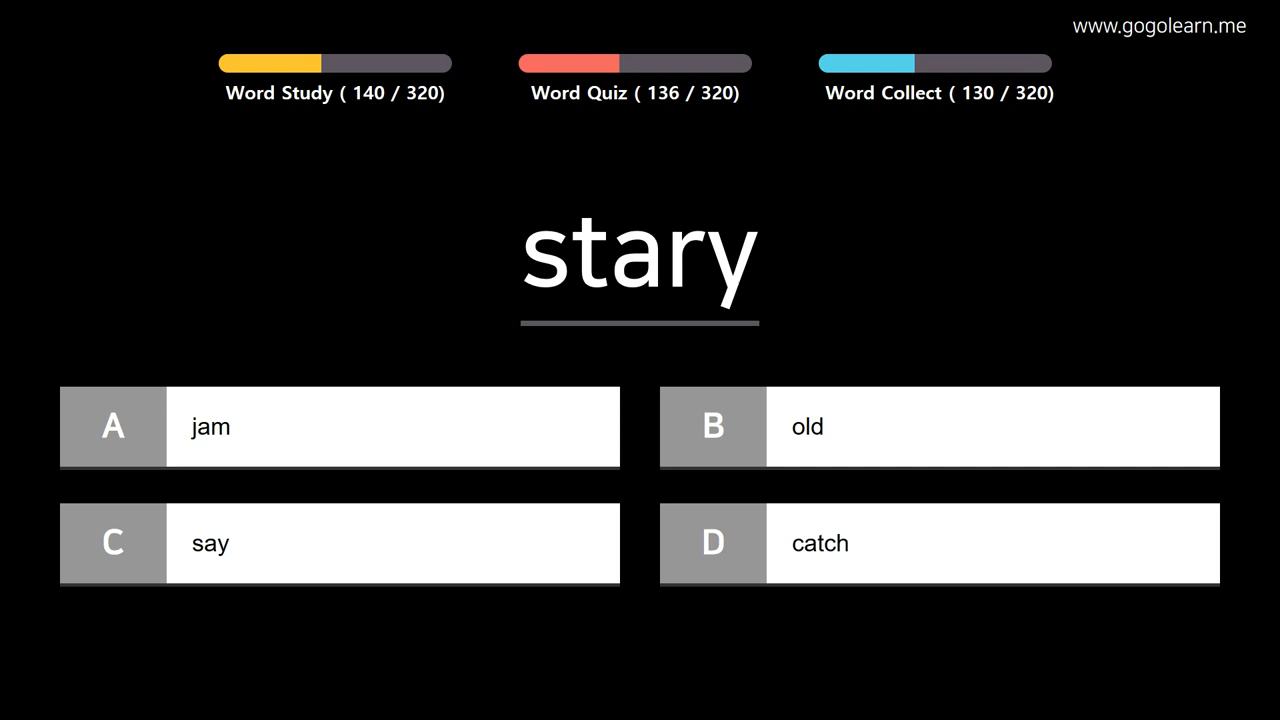 www.gogolearn.me
Word Study ( 140 / 320)
Word Quiz ( 136 / 320)
Word Collect ( 130 / 320)
stary
A jam
B old
C say
D catch